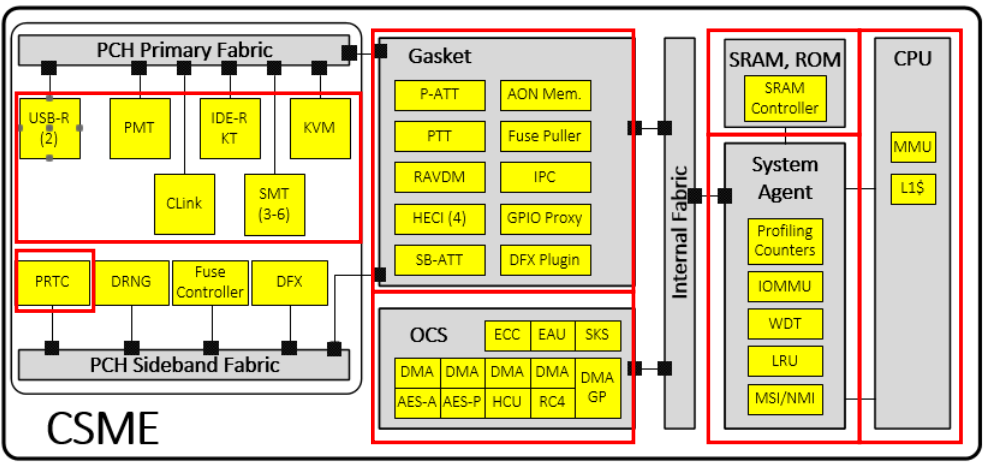 PCH Primary Fabric
USB-R
(2)
PMT
IDE-R
KT
KVM
CLink
SMT
(3-6)
PRTC
DRNG
Fuse
Controller
DFX
PCH Sideband Fabric
CSME
Gasket
P-ATT
AON Mem.
PTT
Fuse Puller
RAVDM
IPC
HECI (4)
GPIO Proxy
SB-ATT
DFX Plugin
OCS
ECC
EAU
SKS
DMA
DMA
DMA
DMA
DMA
GP
AES-A
AES-P
HCU
RC4
Internal Fabric
SRAM, ROM
SRAM
Controller
System
Agent
Profiling
Counters
IOMMU
WDT
LRU
MSI/NMI
CPU
MMU
L1$